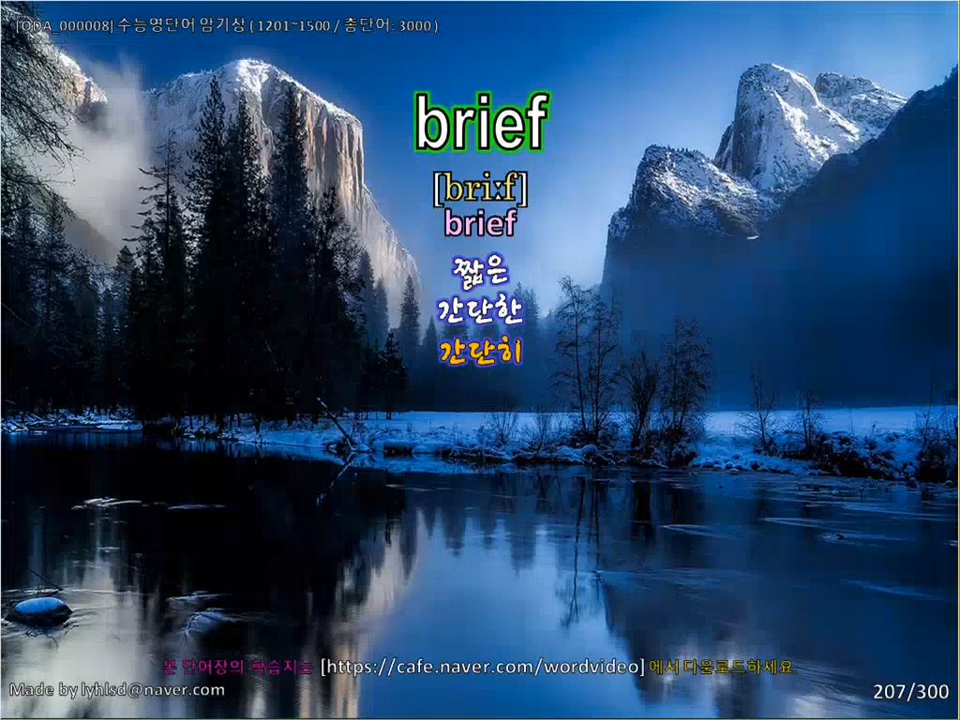 [ODA_000008] 수능영단어 암기상 ( 1201~1500 / 총단어: 3000 )
brief
[briːf]
brief
짧은
간단한
간단히
본 단어장의 학습지는 [https://cafe.naver.com/wordvideo] 에서 다운로드하세요.
Made by lyhlsd@naver.com
207/300